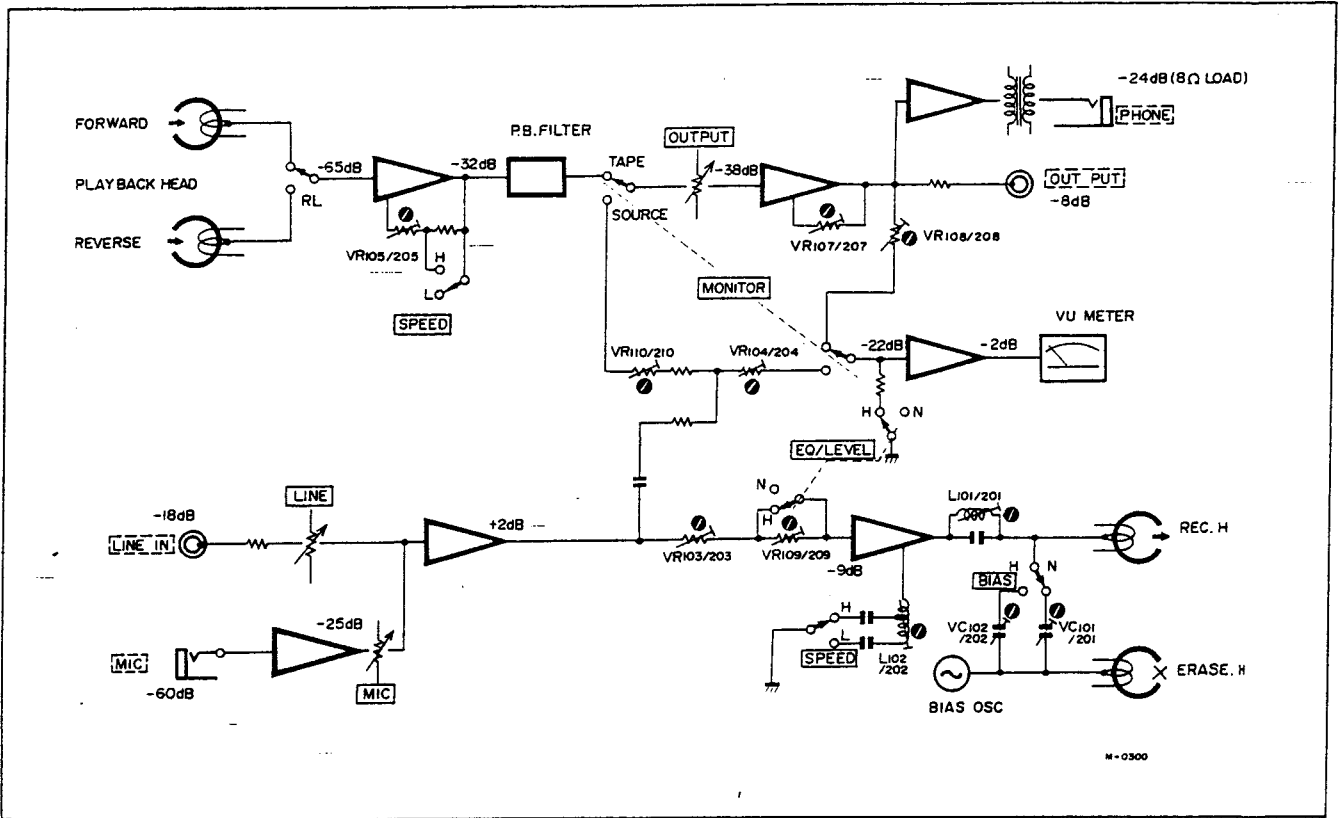 -24dB (8Ω LOAD)
PHONE
FORWARD
P.B. FILTER
OUTPUT
-65dB
-32dB
TAPE
-38dB
OUT PUT
-8dB
PLAYBACK HEAD
RL
SOURCE
REVERSE
VR105/205
H
L
SPEED
VR107/207
VR108/208
MONITOR
VU METER
VR110/210
VR104/204
-22dB
-2dB
H
N
EQ/LEVEL
LINE
-18dB
LINE IN
+2dB
N
H
VR103/203
VR109/209
-9dB
L101/201
REC. H
H
N
BIAS
-25dB
MIC
-60dB
MIC
H
L
SPEED
L102
/202
VC102
/202
VC101
/201
BIAS OSC
ERASE. H
M-0300